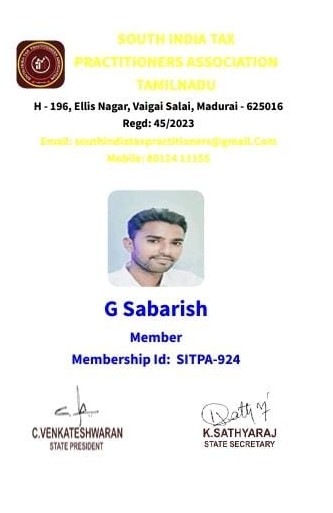 SOUTH INDIA TAX
PRACTITIONERS ASSOCIATION
TAMILNADU
H - 196, Ellis Nagar, Vaigai Salai, Madurai - 625016
Regd: 45/2023
Email: southindiataxpractitioners@gmail.Com
Mobile: 80124 11155
G Sabarish
Member
Membership Id: SITPA-924
C.VENKATESHWARAN
STATE PRESIDENT
K.SATHYARAJ
STATE SECRETARY